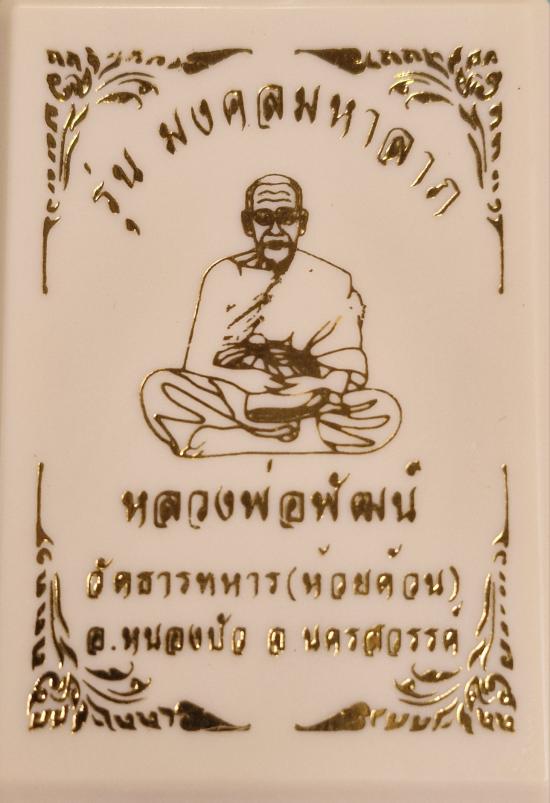 รุ่น มงคลมหาลาภ
หลวงพ่อพัฒน์
วัดธารทหาร(ห้วยด้วน)
อ.หนองบัว จ.นครสวรรค์